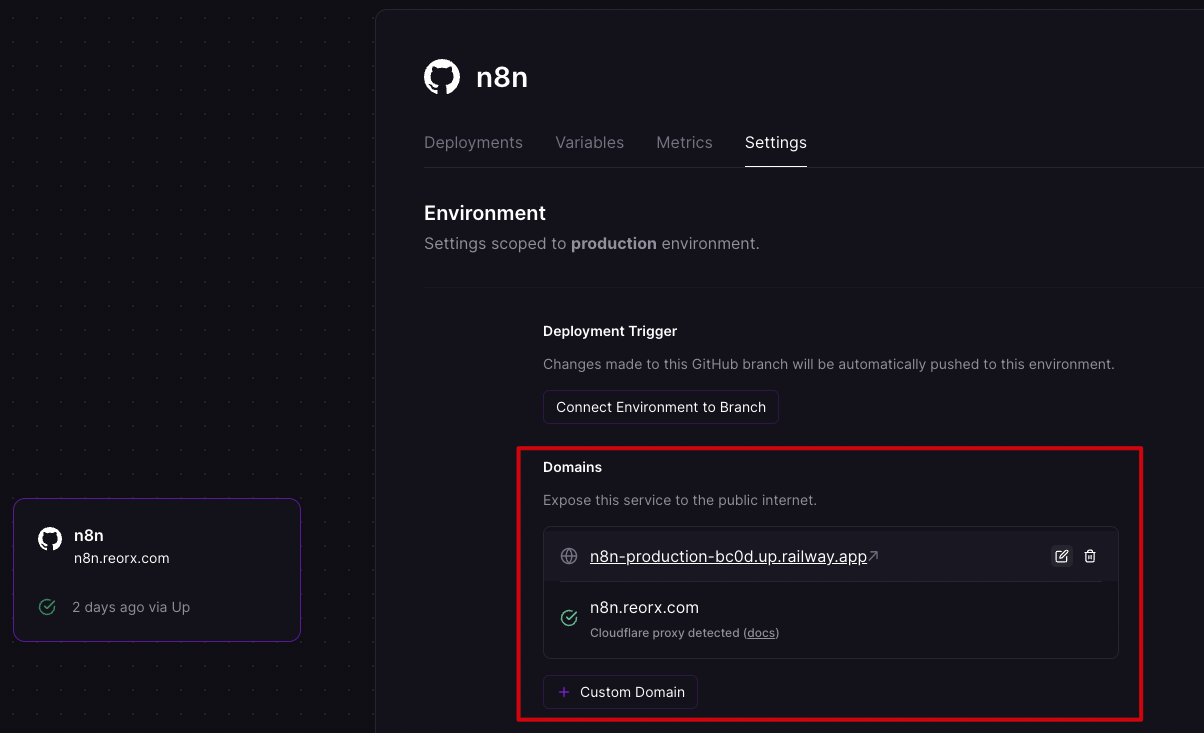 n8n
Deployments Variables Metrics Settings
Environment
Settings scoped to production environment.
Deployment Trigger
Changes made to this GitHub branch will be automatically pushed to this environment.
Connect Environment to Branch
Domains
Expose this service to the public internet.
n8n-production-bc0d.up.railway.app
n8n.reorx.com
Cloudflare proxy detected (docs)
+ Custom Domain
n8n
n8n.reorx.com
2 days ago via Up